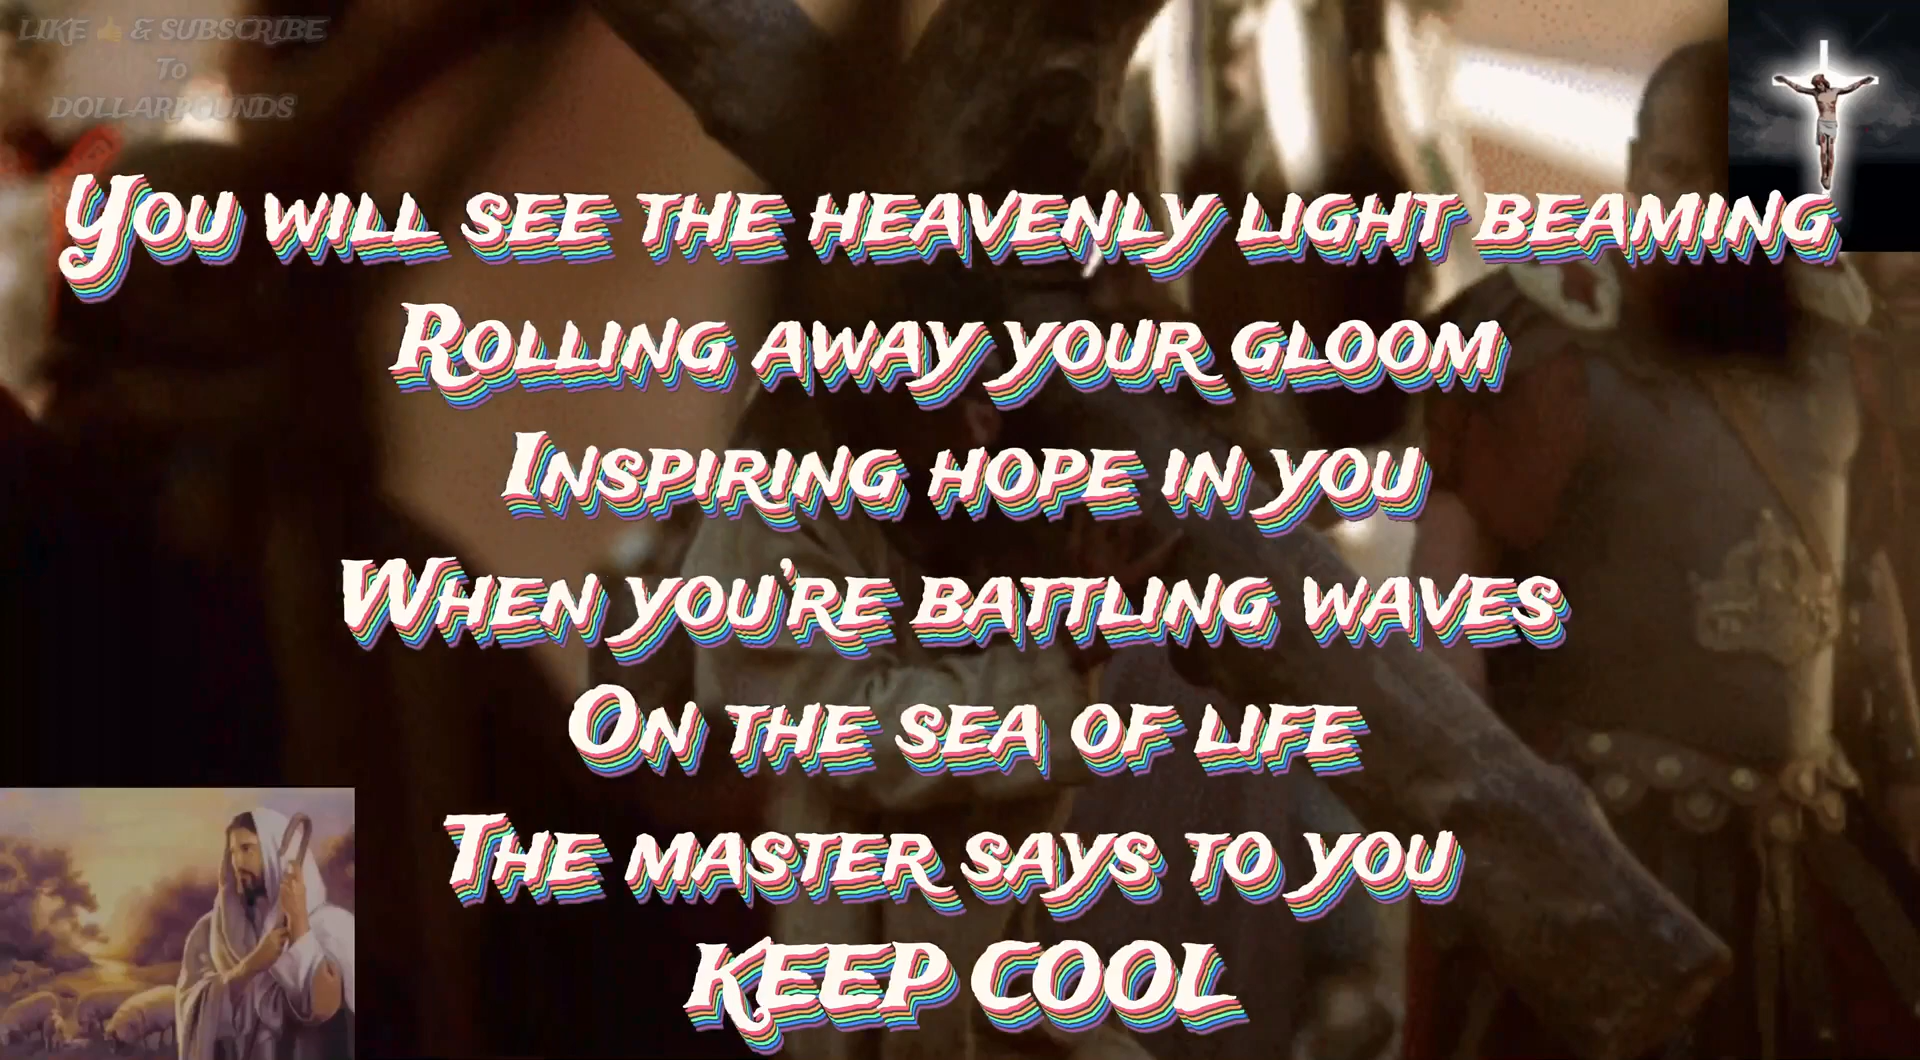 LIKE 👍 & SUBSCRIBE
To
DOLLARPOUNDS
You will see the heavenly light beaming
Rolling away your gloom
Inspiring hope in you
When you're battling waves
On the sea of life
The master says to you
KEEP COOL